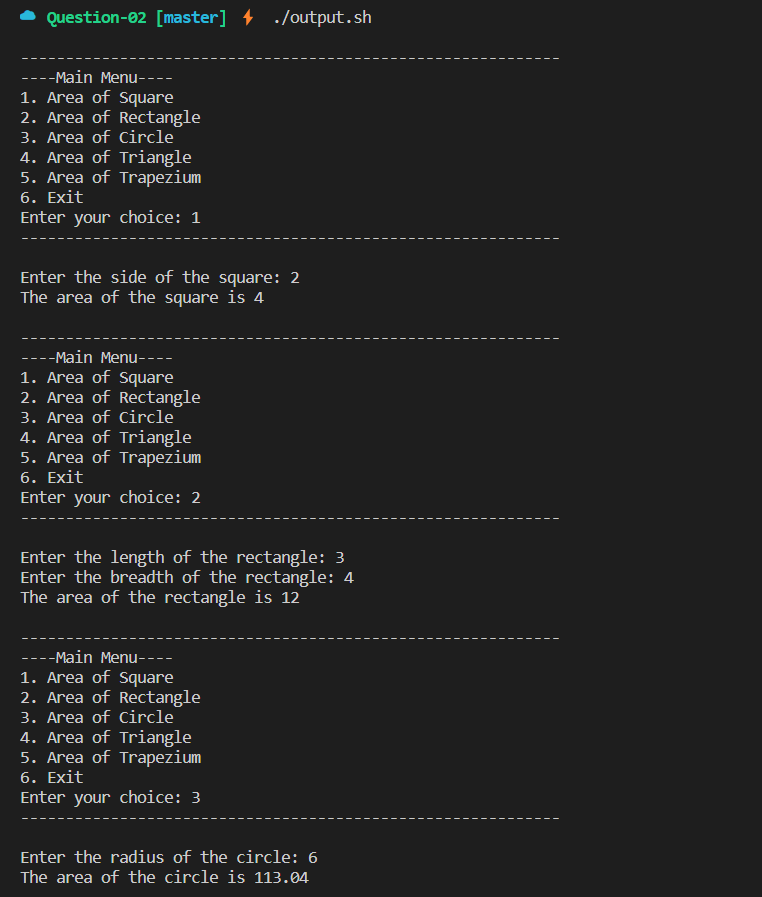 Question-02 [master] ./output.sh
------------------------------------------------------------
----Main Menu----
1. Area of Square
2. Area of Rectangle
3. Area of Circle
4. Area of Triangle
5. Area of Trapezium
6. Exit
Enter your choice: 1
------------------------------------------------------------
Enter the side of the square: 2
The area of the square is 4
------------------------------------------------------------
----Main Menu----
1. Area of Square
2. Area of Rectangle
3. Area of Circle
4. Area of Triangle
5. Area of Trapezium
6. Exit
Enter your choice: 2
------------------------------------------------------------
Enter the length of the rectangle: 3
Enter the breadth of the rectangle: 4
The area of the rectangle is 12
------------------------------------------------------------
----Main Menu----
1. Area of Square
2. Area of Rectangle
3. Area of Circle
4. Area of Triangle
5. Area of Trapezium
6. Exit
Enter your choice: 3
------------------------------------------------------------
Enter the radius of the circle: 6
The area of the circle is 113.04